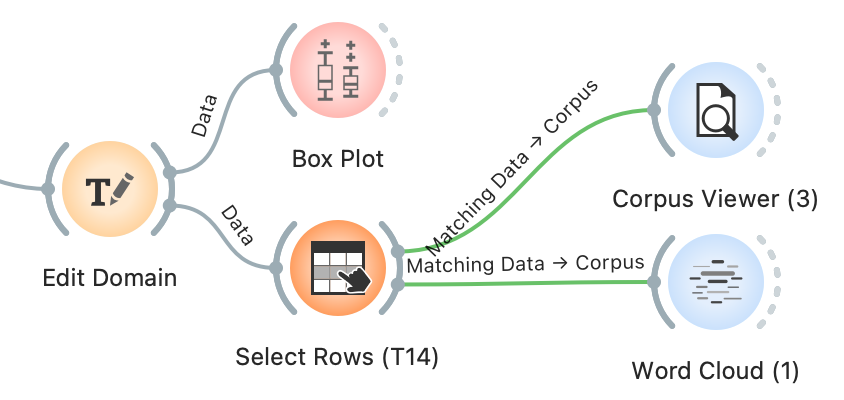 Data
Box Plot
T
Edit Domain
Data
Matching Data → Corpus
Corpus Viewer (3)
Matching Data → Corpus
Select Rows (T14)
Word Cloud (1)